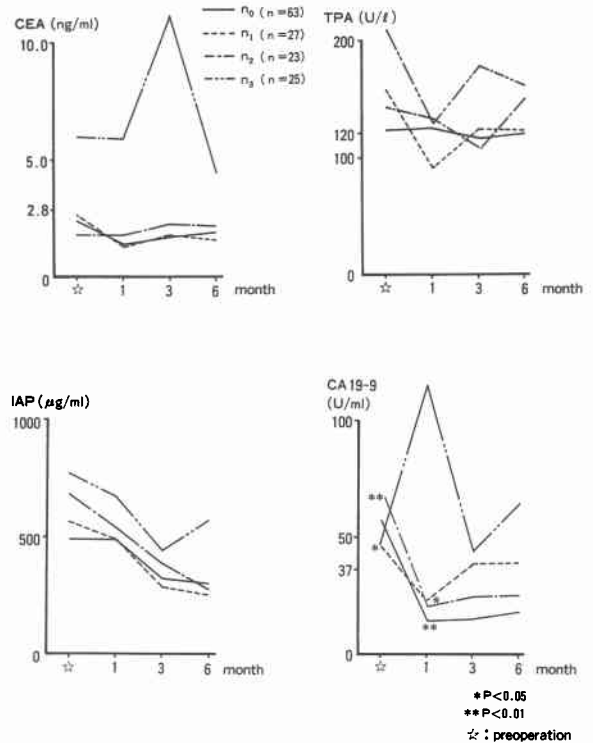 CEA (ng/ml)
n₀ (n=63)
n₁ (n=27)
n₂ (n=23)
n₃ (n=25)
10.0
5.0
2.8
0
☆ 1 3 6 month
TPA (U/ℓ)
200
120
100
0
☆ 1 3 6 month
IAP (μg/ml)
1000
500
0
☆ 1 3 6 month
CA 19-9
(U/ml)
100
**
50
*
37
*
**
0
☆ 1 3 6 month
*P<0.05
**P<0.01
☆ : preoperation